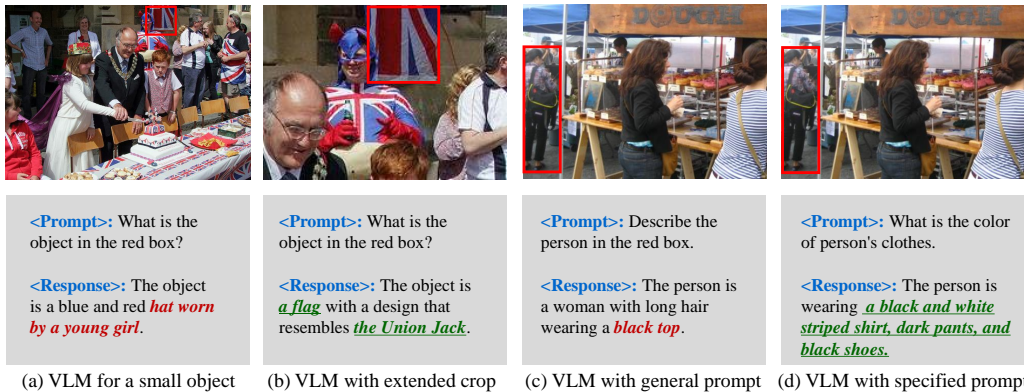 DOUGH
DOUGH
<Prompt>: What is the
object in the red box?
<Response>: The object
is a blue and red hat worn
by a young girl.
<Prompt>: What is the
object in the red box?
<Response>: The object is
a flag with a design that
resembles the Union Jack.
<Prompt>: Describe the
person in the red box.
<Response>: The person is
a woman with long hair
wearing a black top.
<Prompt>: What is the color
of person's clothes.
<Response>: The person is
wearing a black and white
striped shirt, dark pants, and
black shoes.
(a) VLM for a small object
(b) VLM with extended crop
(c) VLM with general prompt
(d) VLM with specified promp